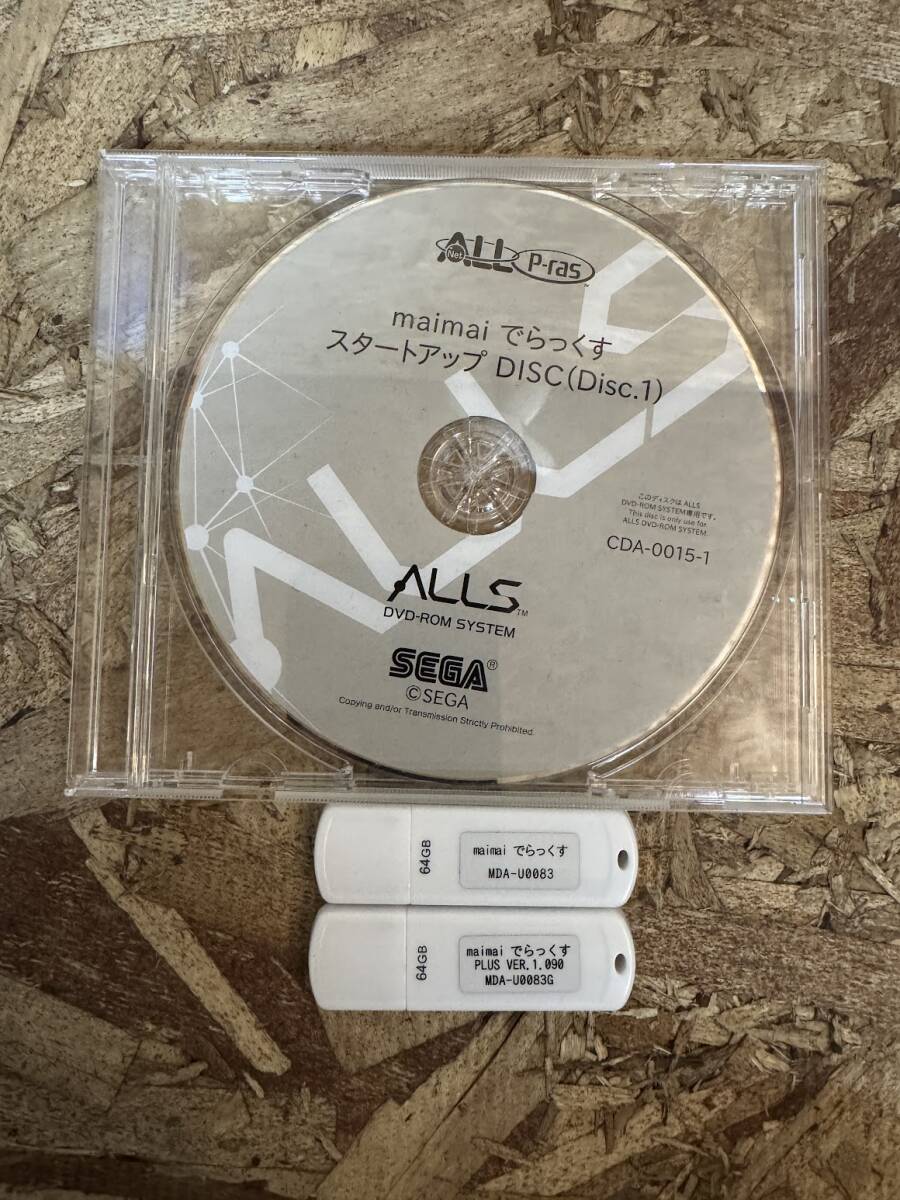 ALL.Net P-ras™
maimai でらっくす
スタートアップ DISC(Disc.1)
このディスクは ALLS
DVD-ROM SYSTEM専用です。
This disc is only use for
ALLS DVD-ROM SYSTEM.
CDA-0015-1
ALLS™
DVD-ROM SYSTEM
SEGA®
©SEGA
Copying and/or Transmission Strictly Prohibited.
64GB
maimai でらっくす
MDA-U0083
64GB
maimai でらっくす
PLUS VER.1.090
MDA-U0083G